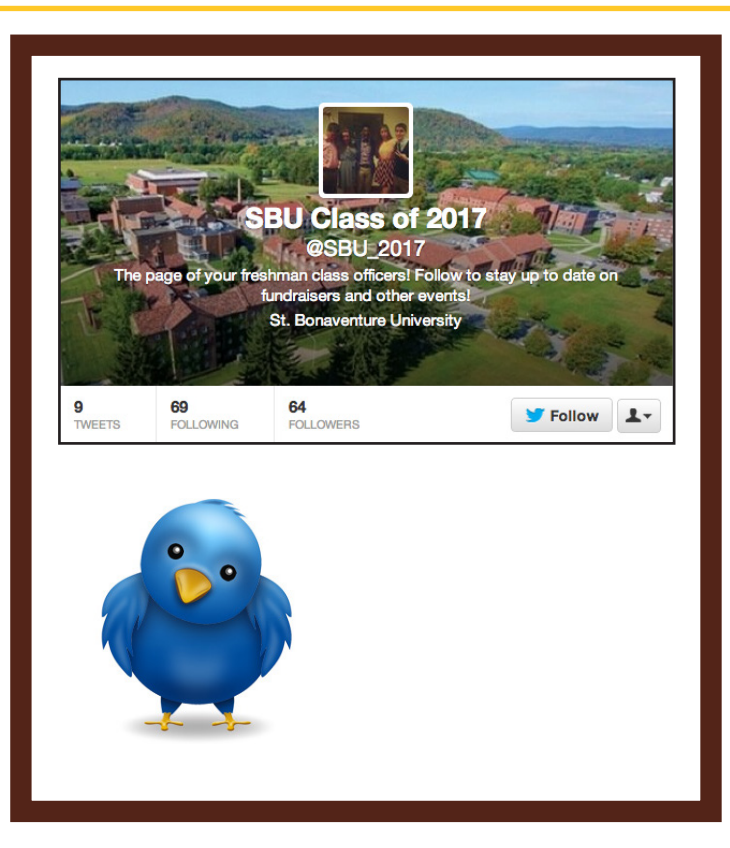 SBU Class of 2017
@SBU_2017
The page of your freshman class officers! Follow to stay up to date on
fundraisers and other events!
St. Bonaventure University
9 69 64
TWEETS FOLLOWING FOLLOWERS
Follow